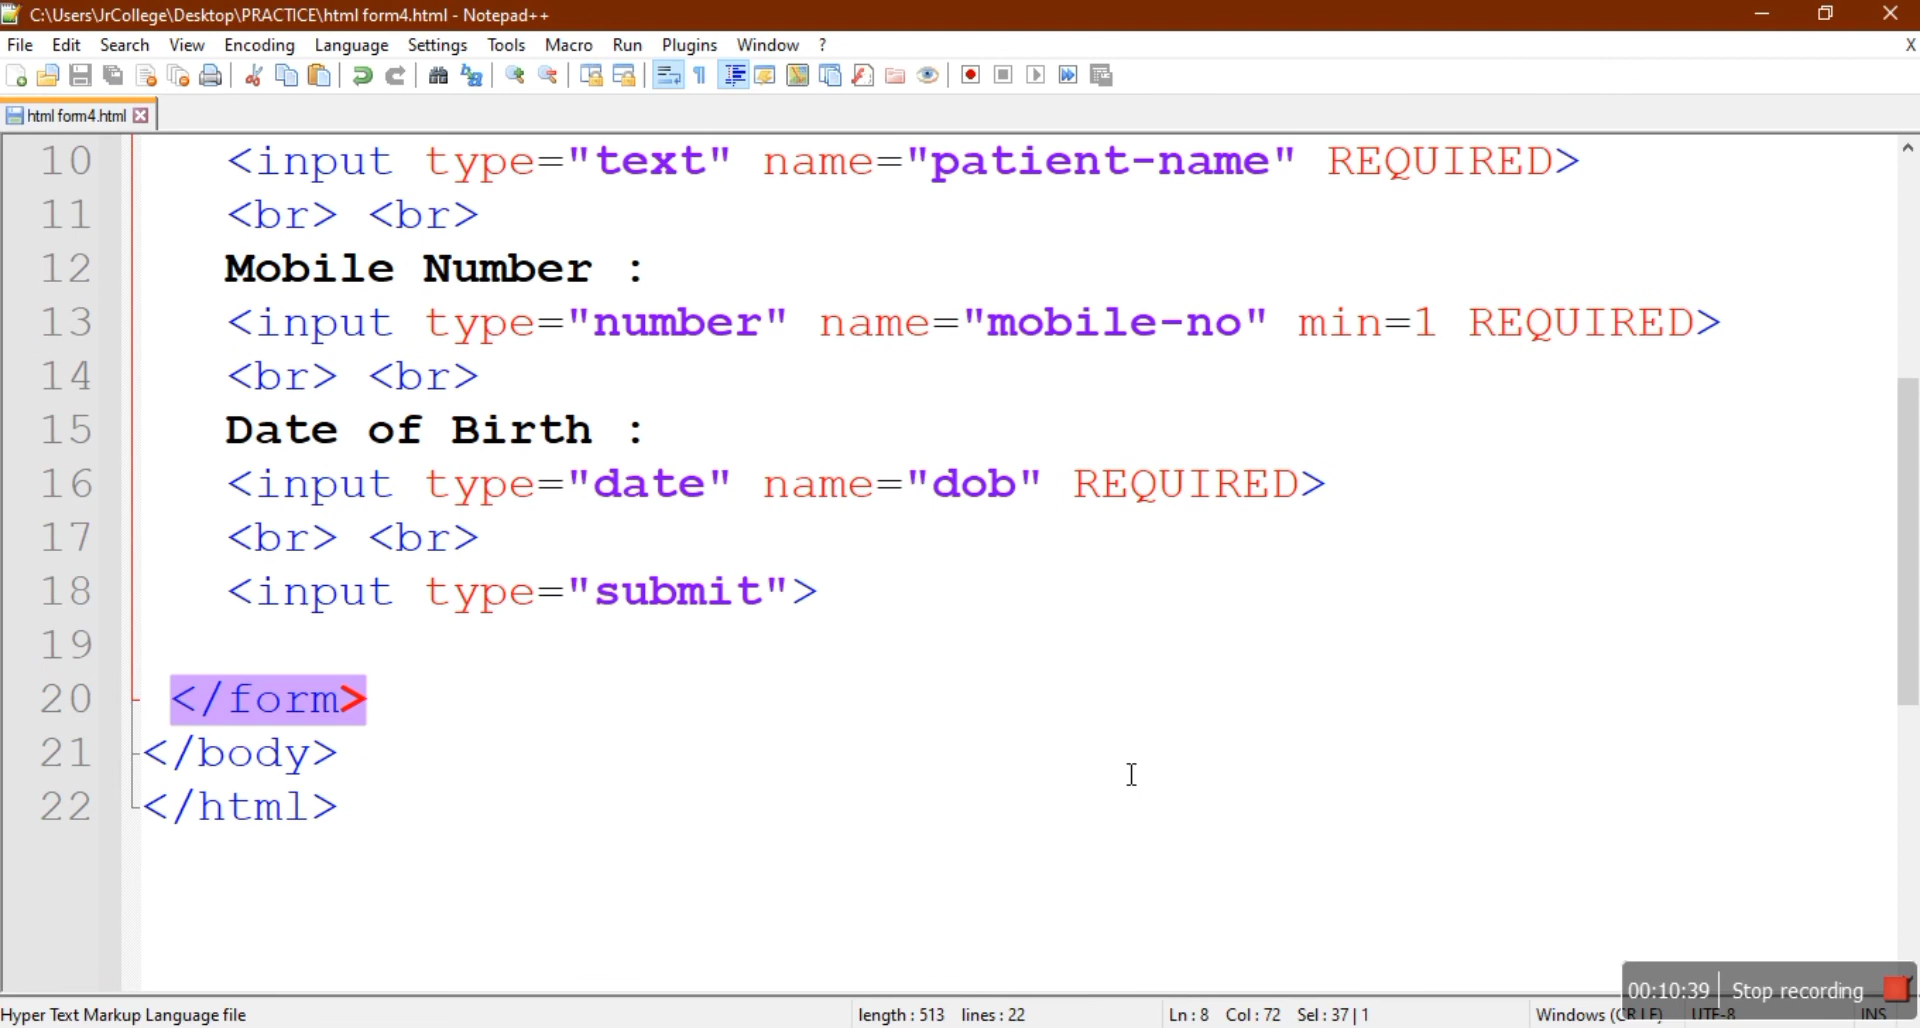 C:\Users\JrCollege\Desktop\PRACTICE\html form4.html - Notepad++
File Edit Search View Encoding Language Settings Tools Macro Run Plugins Window ? X
html form4.html
10 <input type="text" name="patient-name" REQUIRED>
11 <br> <br>
12 Mobile Number :
13 <input type="number" name="mobile-no" min=1 REQUIRED>
14 <br> <br>
15 Date of Birth :
16 <input type="date" name="dob" REQUIRED>
17 <br> <br>
18 <input type="submit">
19
20 </form>
21 </body>
22 </html>
00:10:39 Stop recording
Hyper Text Markup Language file length : 513 lines : 22 Ln : 8 Col : 72 Sel : 37 | 1 Windows (CR LF) UTF-8 INS